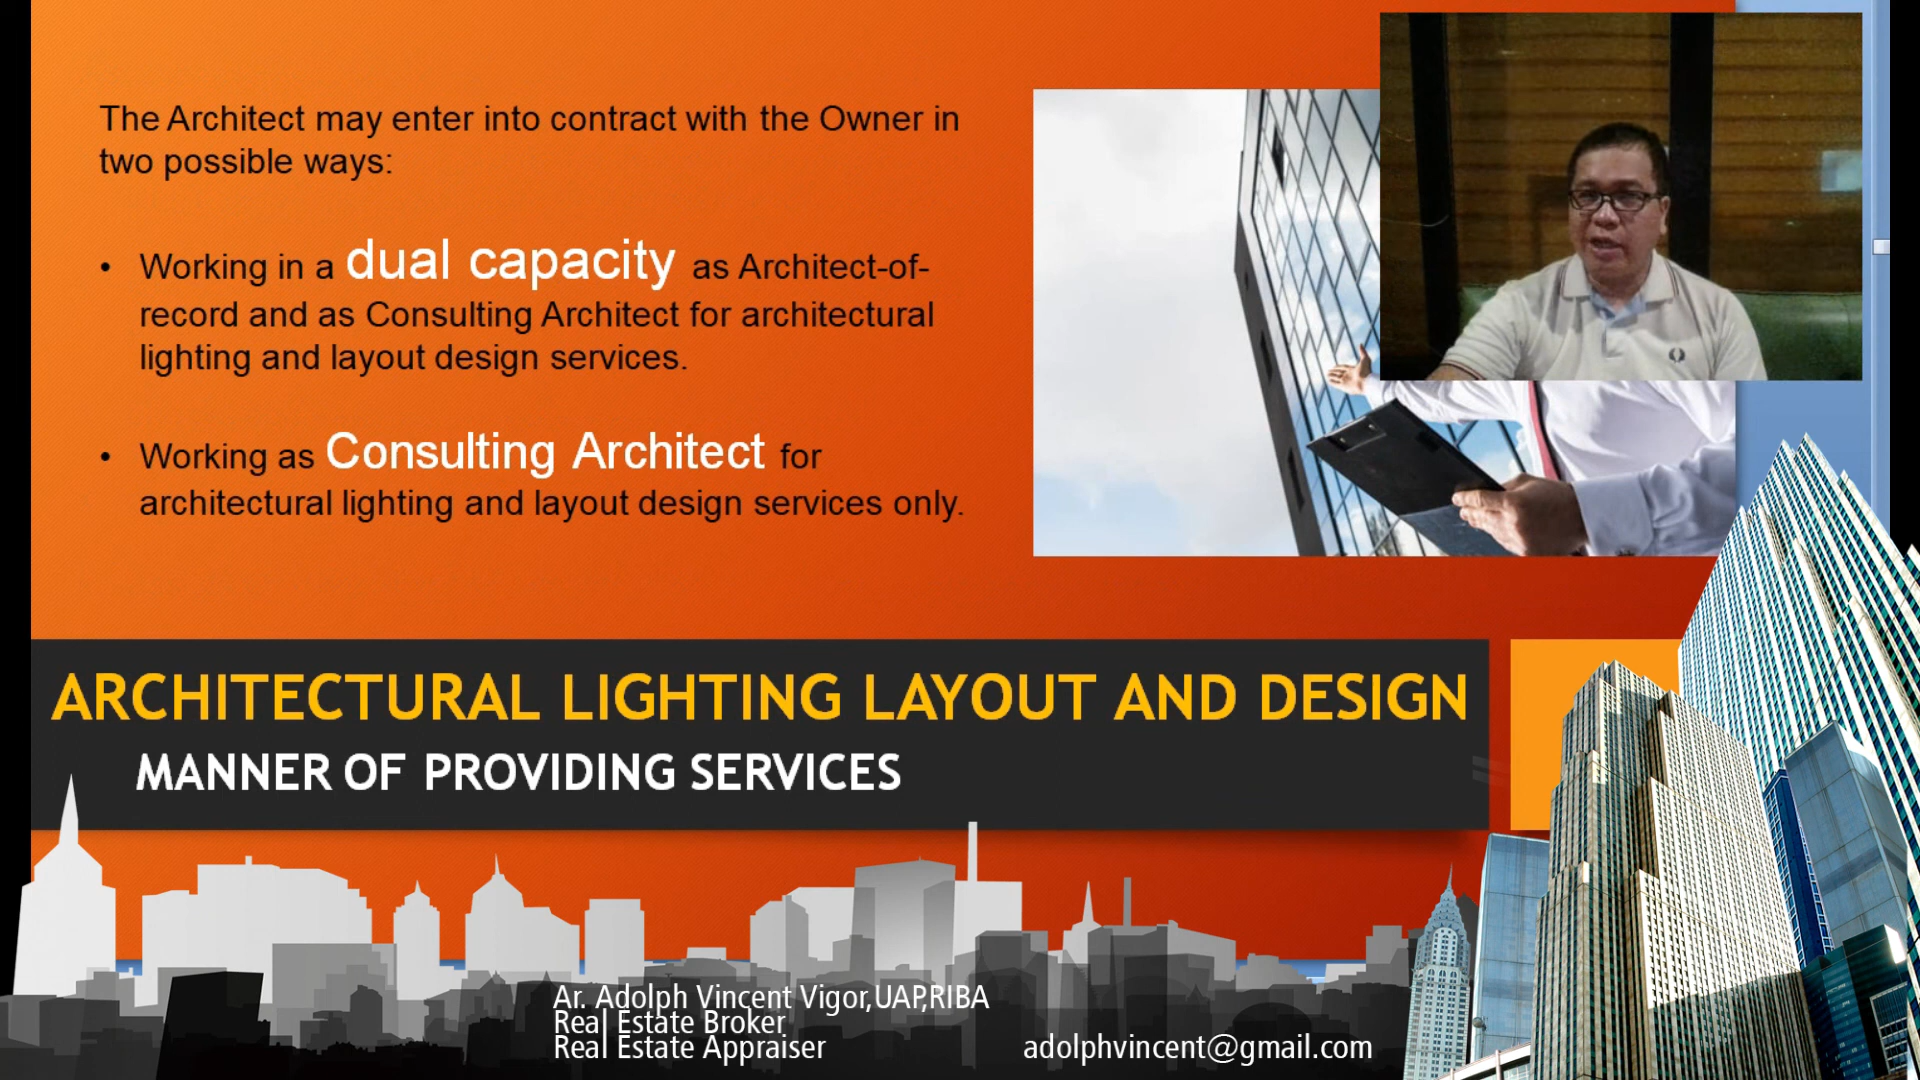 The Architect may enter into contract with the Owner in
two possible ways:
• Working in a dual capacity as Architect-of-
record and as Consulting Architect for architectural
lighting and layout design services.
• Working as Consulting Architect for
architectural lighting and layout design services only.
ARCHITECTURAL LIGHTING LAYOUT AND DESIGN
MANNER OF PROVIDING SERVICES
Ar. Adolph Vincent Vigor,UAP,RIBA
Real Estate Broker
Real Estate Appraiser
adolphvincent@gmail.com